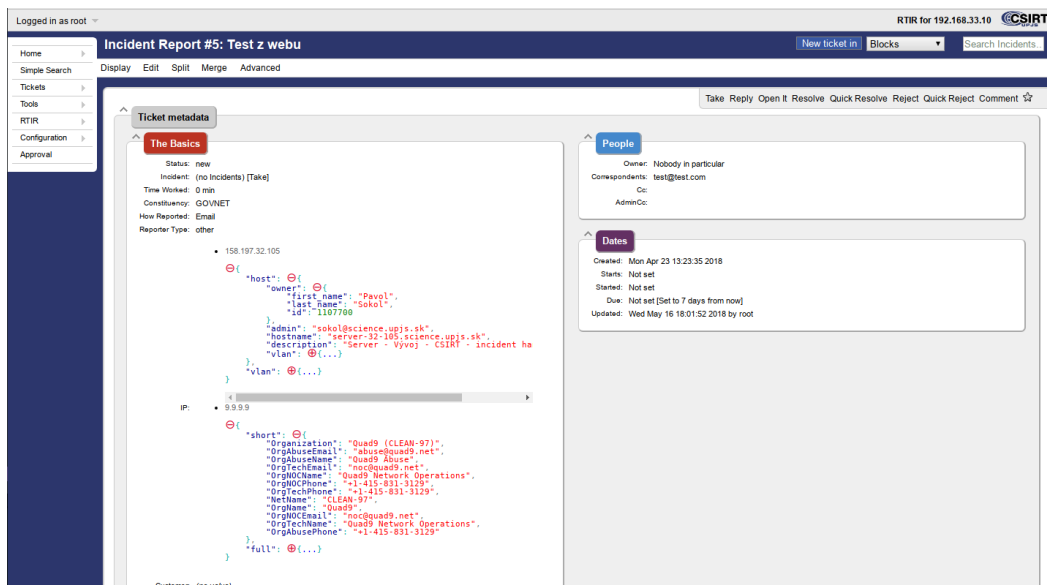 Logged in as root
RTIR for 192.168.33.10
CSIRT
UPJS
Incident Report #5: Test z webu
New ticket in
Blocks
Search Incidents...
Home
Simple Search
Tickets
Tools
RTIR
Configuration
Approval
Display Edit Split Merge Advanced
Take Reply Open It Resolve Quick Resolve Reject Quick Reject Comment
Ticket metadata
The Basics
Status: new
Incident: (no Incidents) [Take]
Time Worked: 0 min
Constituency: GOVNET
How Reported: Email
Reporter Type: other
158.197.32.105
{
"host": {
"owner": {
"first_name": "Pavol",
"last_name": "Sokol",
"id": 1107700
},
"admin": "sokol@science.upjs.sk",
"hostname": "server-32-105.science.upjs.sk",
"description": "Server - Vývoj - CSIRT - incident ha
"vlan": {...}
},
"vlan": {...}
}
IP:
9.9.9.9
{
"short": {
"Organization": "Quad9 (CLEAN-97)",
"OrgAbuseEmail": "abuse@quad9.net",
"OrgAbuseName": "Quad9 Abuse",
"OrgTechEmail": "noc@quad9.net",
"OrgNOCName": "Quad9 Network Operations",
"OrgNOCPhone": "+1-415-831-3129",
"OrgTechPhone": "+1-415-831-3129",
"NetName": "CLEAN-97",
"OrgName": "Quad9",
"OrgNOCEmail": "noc@quad9.net",
"OrgTechName": "Quad9 Network Operations",
"OrgAbusePhone": "+1-415-831-3129"
},
"full": {...}
}
People
Owner: Nobody in particular
Correspondents: test@test.com
Cc:
AdminCc:
Dates
Created: Mon Apr 23 13:23:35 2018
Starts: Not set
Started: Not set
Due: Not set [Set to 7 days from now]
Updated: Wed May 16 18:01:52 2018 by root